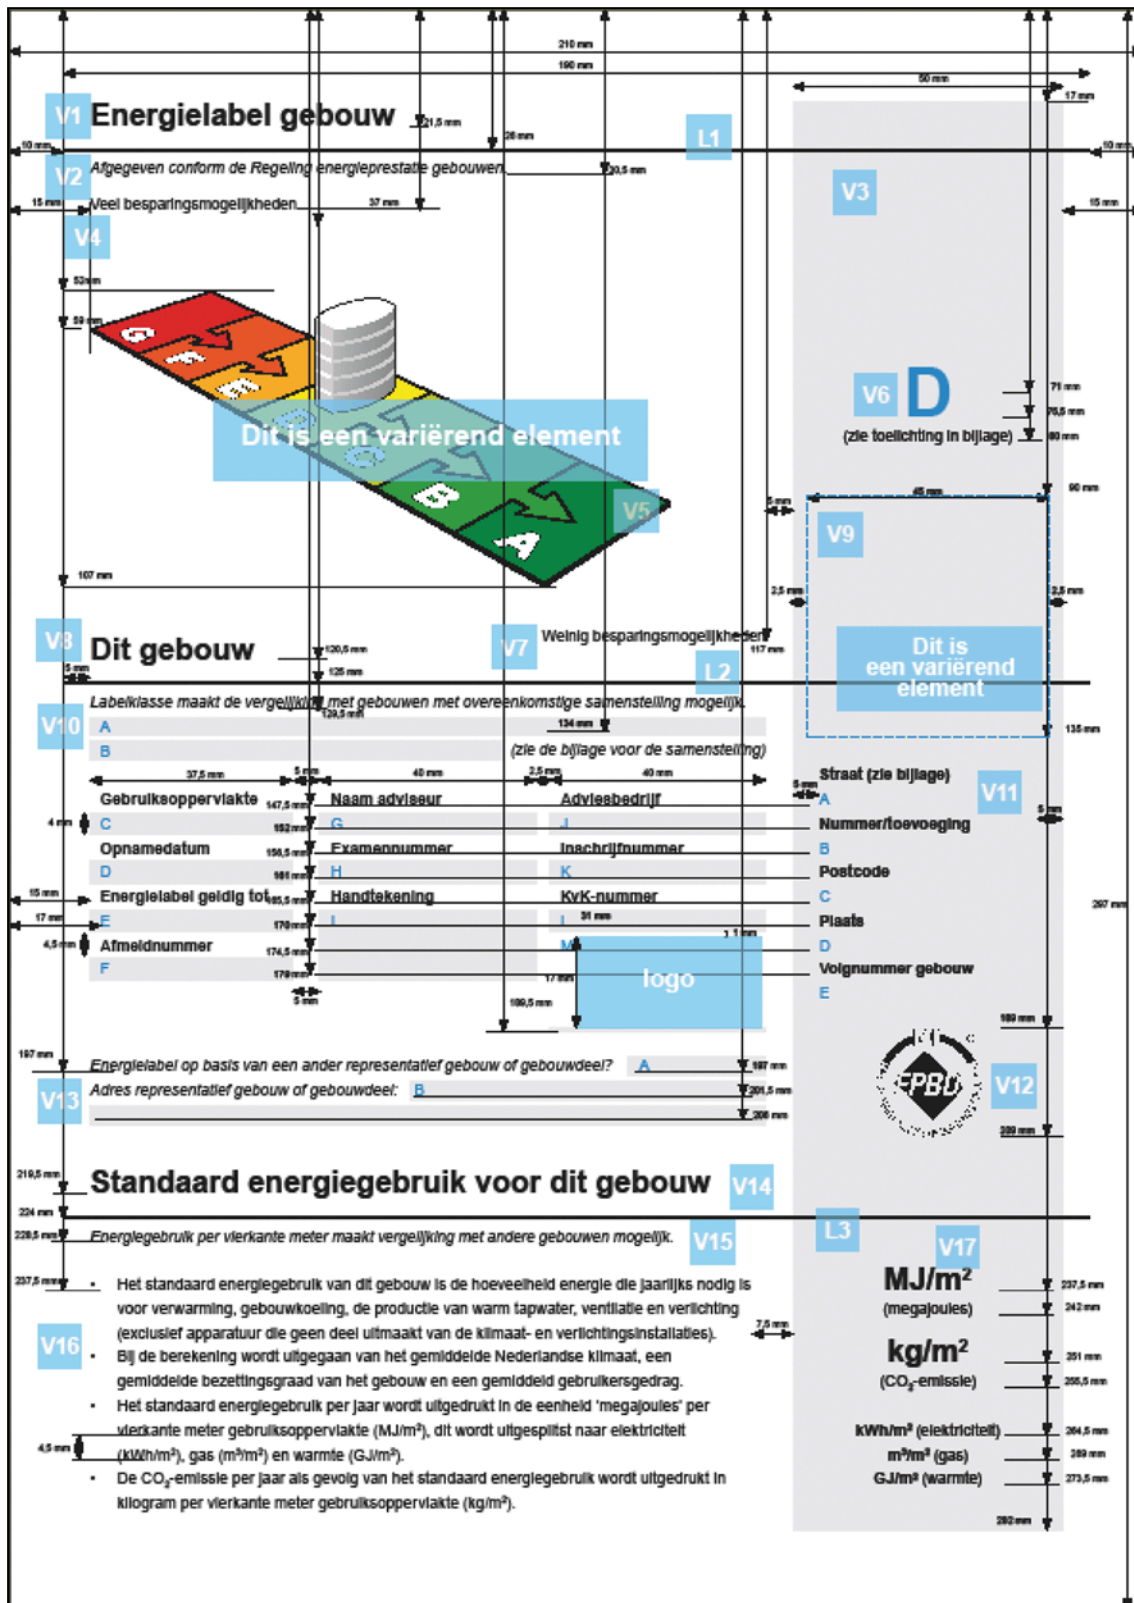 210 mm
190 mm
50 mm
17 mm
V1 Energielabel gebouw
21,5 mm
26 mm
L1
10 mm
10 mm
V2 Afgegeven conform de Regeling energieprestatie gebouwen.
V3
15 mm
Veel besparingsmogelijkheden
37 mm
15 mm
V4
59 mm
G
F
E
D
C
B
A
Dit is een variërend element
V5
V6 D
71 mm
(zie toelichting in bijlage)
90 mm
5 mm
45 mm
V9
107 mm
2,5 mm
2,5 mm
Dit is
een variërend
element
V8 Dit gebouw
V7
Weinig besparingsmogelijkheden
117 mm
120,5 mm
5 mm
125 mm
L2
Labelklasse maakt de vergelijking met gebouwen met overeenkomstige samenstelling mogelijk.
129,5 mm
V10
A
134 mm
135 mm
B
(zie de bijlage voor de samenstelling)
37,5 mm
5 mm
40 mm
2,5 mm
40 mm
Straat (zie bijlage)
5 mm
A
V11
5 mm
Gebruiksoppervlakte
147,5 mm
Naam adviseur
Adviesbedrijf
4 mm
C
152 mm
G
J
Nummer/toevoeging
Opnamedatum
156,5 mm
Examennummer
Inschrijfnummer
B
D
161 mm
H
K
Postcode
15 mm
Energielabel geldig tot
165,5 mm
Handtekening
KvK-nummer
C
297 mm
17 mm
E
170 mm
I
L
31 mm
Plaats
4,5 mm
Afmeldnummer
174,5 mm
M
1 mm
D
F
179 mm
17 mm
logo
Volgnummer gebouw
5 mm
189,5 mm
E
189 mm
197 mm
Energielabel op basis van een ander representatief gebouw of gebouwdeel?
A
197 mm
EPBD
V12
V13
Adres representatief gebouw of gebouwdeel:
B
201,5 mm
206 mm
219,5 mm
Standaard energiegebruik voor dit gebouw
V14
224 mm
L3
228,5 mm
Energiegebruik per vierkante meter maakt vergelijking met andere gebouwen mogelijk.
V15
V17
237,5 mm
• Het standaard energiegebruik van dit gebouw is de hoeveelheid energie die jaarlijks nodig is
voor verwarming, gebouwkoeling, de productie van warm tapwater, ventilatie en verlichting
(exclusief apparatuur die geen deel uitmaakt van de klimaat- en verlichtingsinstallaties).
V16
• Bij de berekening wordt uitgegaan van het gemiddelde Nederlandse klimaat, een
gemiddelde bezettingsgraad van het gebouw en een gemiddeld gebruikersgedrag.
• Het standaard energiegebruik per jaar wordt uitgedrukt in de eenheid 'megajoules' per
vierkante meter gebruiksoppervlakte (MJ/m²), dit wordt uitgesplitst naar elektriciteit
4,5 mm
(kWh/m²), gas (m³/m²) en warmte (GJ/m²).
• De CO₂-emissie per jaar als gevolg van het standaard energiegebruik wordt uitgedrukt in
kilogram per vierkante meter gebruiksoppervlakte (kg/m²).
MJ/m²
237,5 mm
(megajoules)
242 mm
7,5 mm
kg/m²
251 mm
(CO₂-emissie)
255,5 mm
kWh/m² (elektriciteit)
264,5 mm
m³/m² (gas)
269 mm
GJ/m² (warmte)
273,5 mm
282 mm